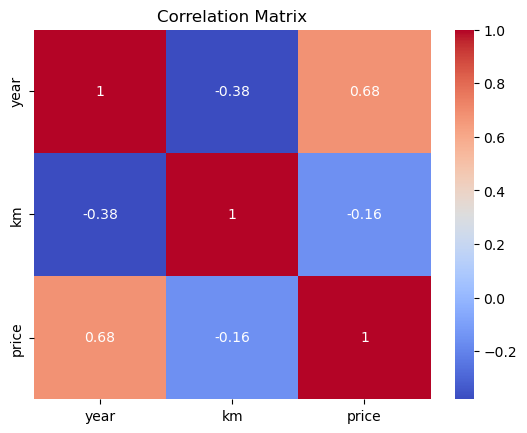 Correlation Matrix
year
1
-0.38
0.68
km
-0.38
1
-0.16
price
0.68
-0.16
1
year
km
price
1.0
0.8
0.6
0.4
0.2
0.0
−0.2